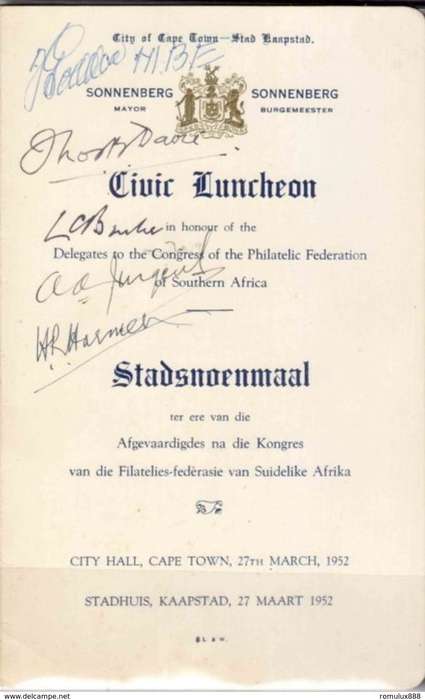 City of Cape Town—Stad Kaapstad.
M.B.E
SONNENBERG SONNENBERG
MAYOR BURGEMEESTER
Civic Luncheon
in honour of the
Delegates to the Congress of the Philatelic Federation
A A Jurgens
of Southern Africa
H.R. Harmer
Stadsnoenmaal
ter ere van die
Afgevaardigdes na die Kongres
van die Filatelies-federasie van Suidelike Afrika
CITY HALL, CAPE TOWN, 27TH MARCH, 1952
STADHUIS, KAAPSTAD, 27 MAART 1952
www.delcampe.net
romulux888